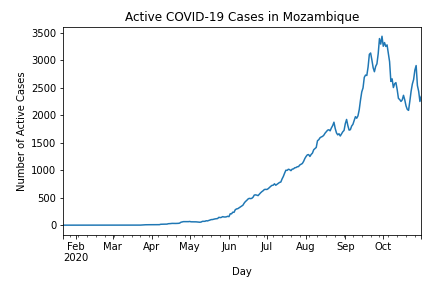 Active COVID-19 Cases in Mozambique
Number of Active Cases
3500
3000
2500
2000
1500
1000
500
0
Feb Mar Apr May Jun Jul Aug Sep Oct
2020
Day